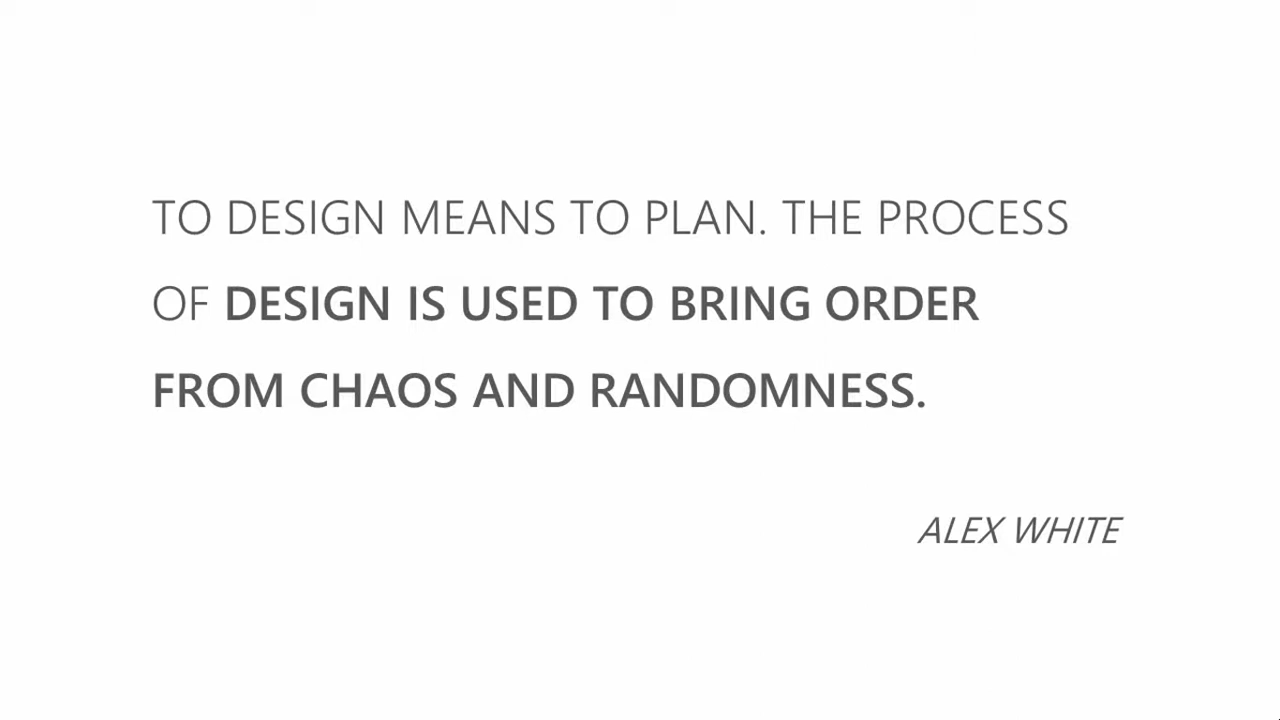 TO DESIGN MEANS TO PLAN. THE PROCESS
OF DESIGN IS USED TO BRING ORDER
FROM CHAOS AND RANDOMNESS.
ALEX WHITE